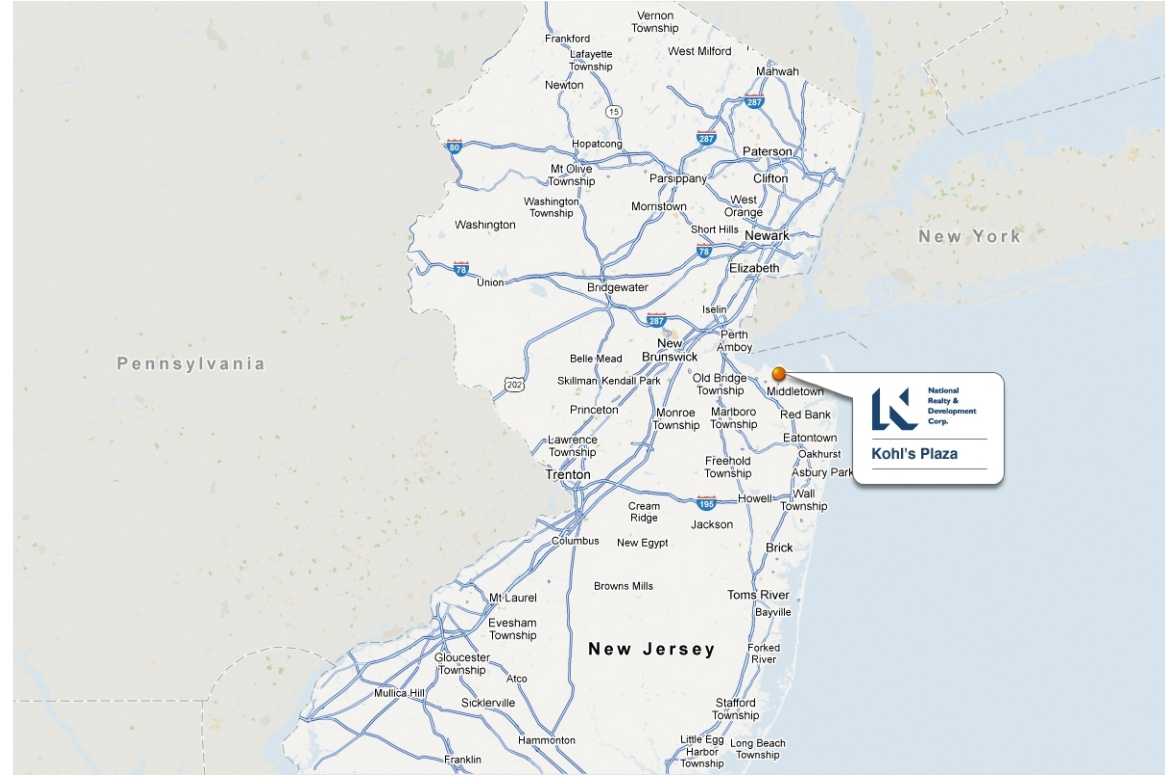 Vernon
Township
Frankford
Lafayette
Township
West Milford
Mahwah
Newton
287
15
287
80
Hopatcong
Paterson
Mt Olive
Township
Parsippany
Clifton
Washington
Township
Morristown
West
Orange
Washington
Short Hills
Newark
New York
78
78
Elizabeth
Union
Bridgewater
Iselin
287
Perth
Amboy
New
Brunswick
Belle Mead
Pennsylvania
Skillman
Kendall Park
Old Bridge
Township
202
Middletown
National
Realty &
Development
Corp.
Princeton
Monroe
Township
Marlboro
Township
Red Bank
Lawrence
Township
Eatontown
Oakhurst
Kohl's Plaza
Trenton
Freehold
Township
Asbury Park
195
Howell
Wall
Township
Cream
Ridge
Jackson
Columbus
New Egypt
Brick
Browns Mills
Toms River
Mt Laurel
Bayville
Evesham
Township
New Jersey
Forked
River
Gloucester
Township
Atco
Mullica Hill
Sicklerville
Stafford
Township
Hammonton
Little Egg
Harbor
Township
Long Beach
Township
Franklin